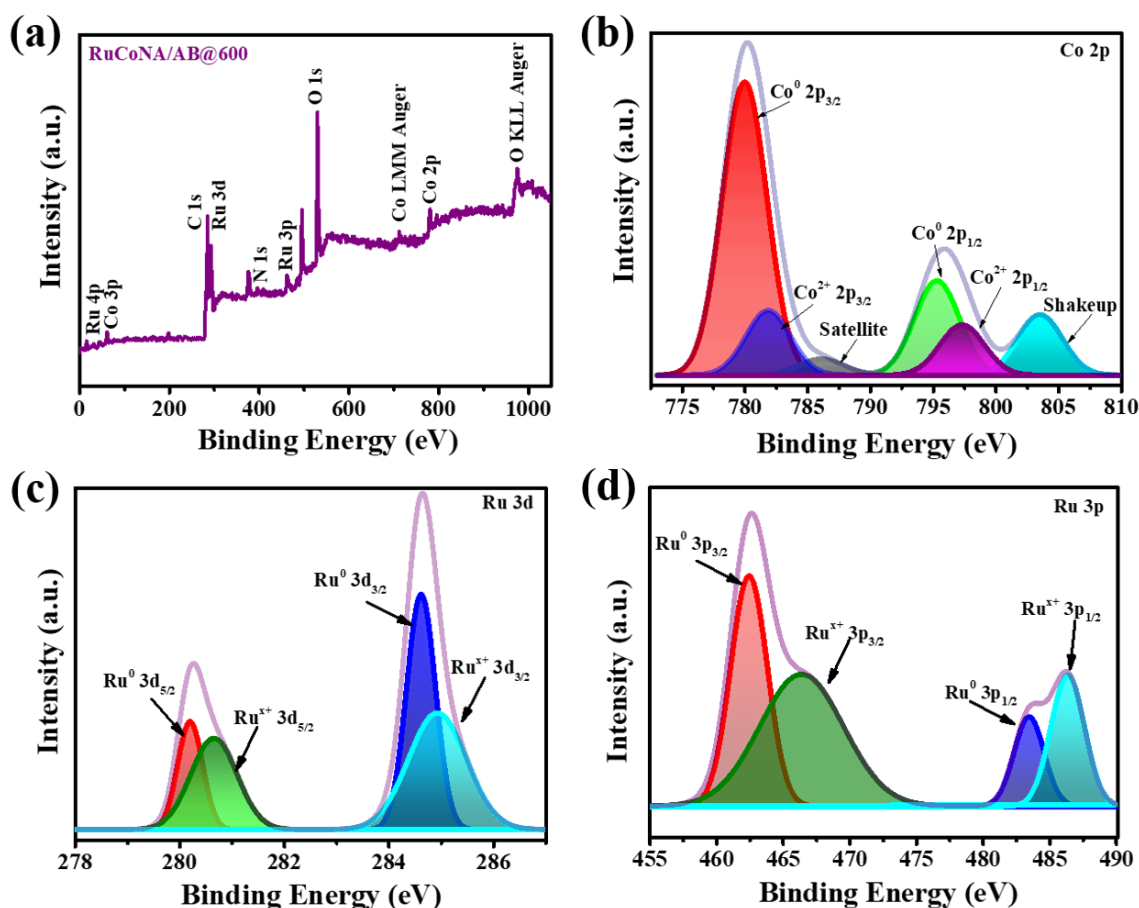 (a)
RuCoNA/AB@600
Ru 4p
Co 3p
C 1s
Ru 3d
N 1s
Ru 3p
O 1s
Co LMM Auger
Co 2p
O KLL Auger
Intensity (a.u.)
0 200 400 600 800 1000
Binding Energy (eV)
(b)
Co 2p
Co⁰ 2p₃/₂
Co²⁺ 2p₃/₂
Satellite
Co⁰ 2p₁/₂
Co²⁺ 2p₁/₂
Shakeup
Intensity (a.u.)
775 780 785 790 795 800 805 810
Binding Energy (eV)
(c)
Ru 3d
Ru⁰ 3d₅/₂
Ruˣ⁺ 3d₅/₂
Ru⁰ 3d₃/₂
Ruˣ⁺ 3d₃/₂
Intensity (a.u.)
278 280 282 284 286
Binding Energy (eV)
(d)
Ru 3p
Ru⁰ 3p₃/₂
Ruˣ⁺ 3p₃/₂
Ru⁰ 3p₁/₂
Ruˣ⁺ 3p₁/₂
Intensity (a.u.)
455 460 465 470 475 480 485 490
Binding Energy (eV)